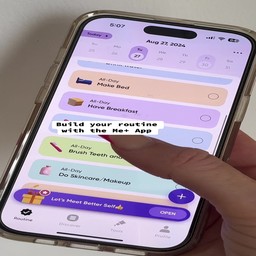 5:07
Today
Aug 27, 2024
27
All-Day
Make Bed
All-Day
Have Breakfast
Build your routine
with the Me+ App
All-Day
Brush Teeth and
All-Day
Do Skincare/Makeup
Let's Meet Better Self👍
OPEN
Routine